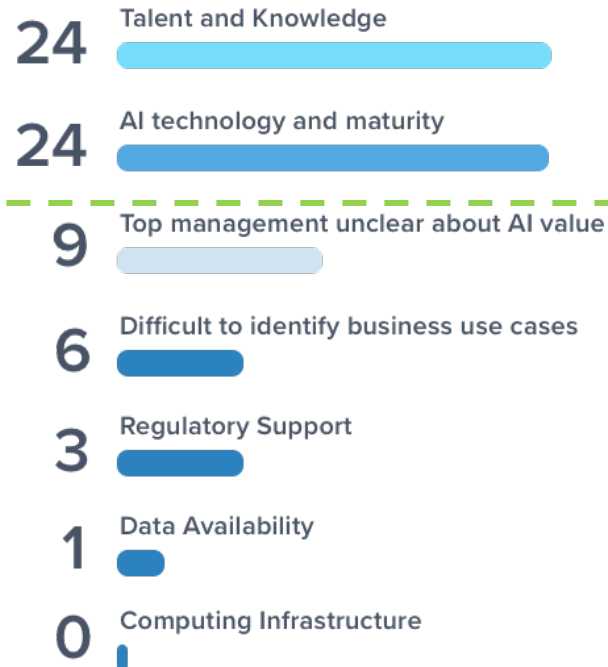 24 Talent and Knowledge
24 AI technology and maturity
9 Top management unclear about AI value
6 Difficult to identify business use cases
3 Regulatory Support
1 Data Availability
0 Computing Infrastructure